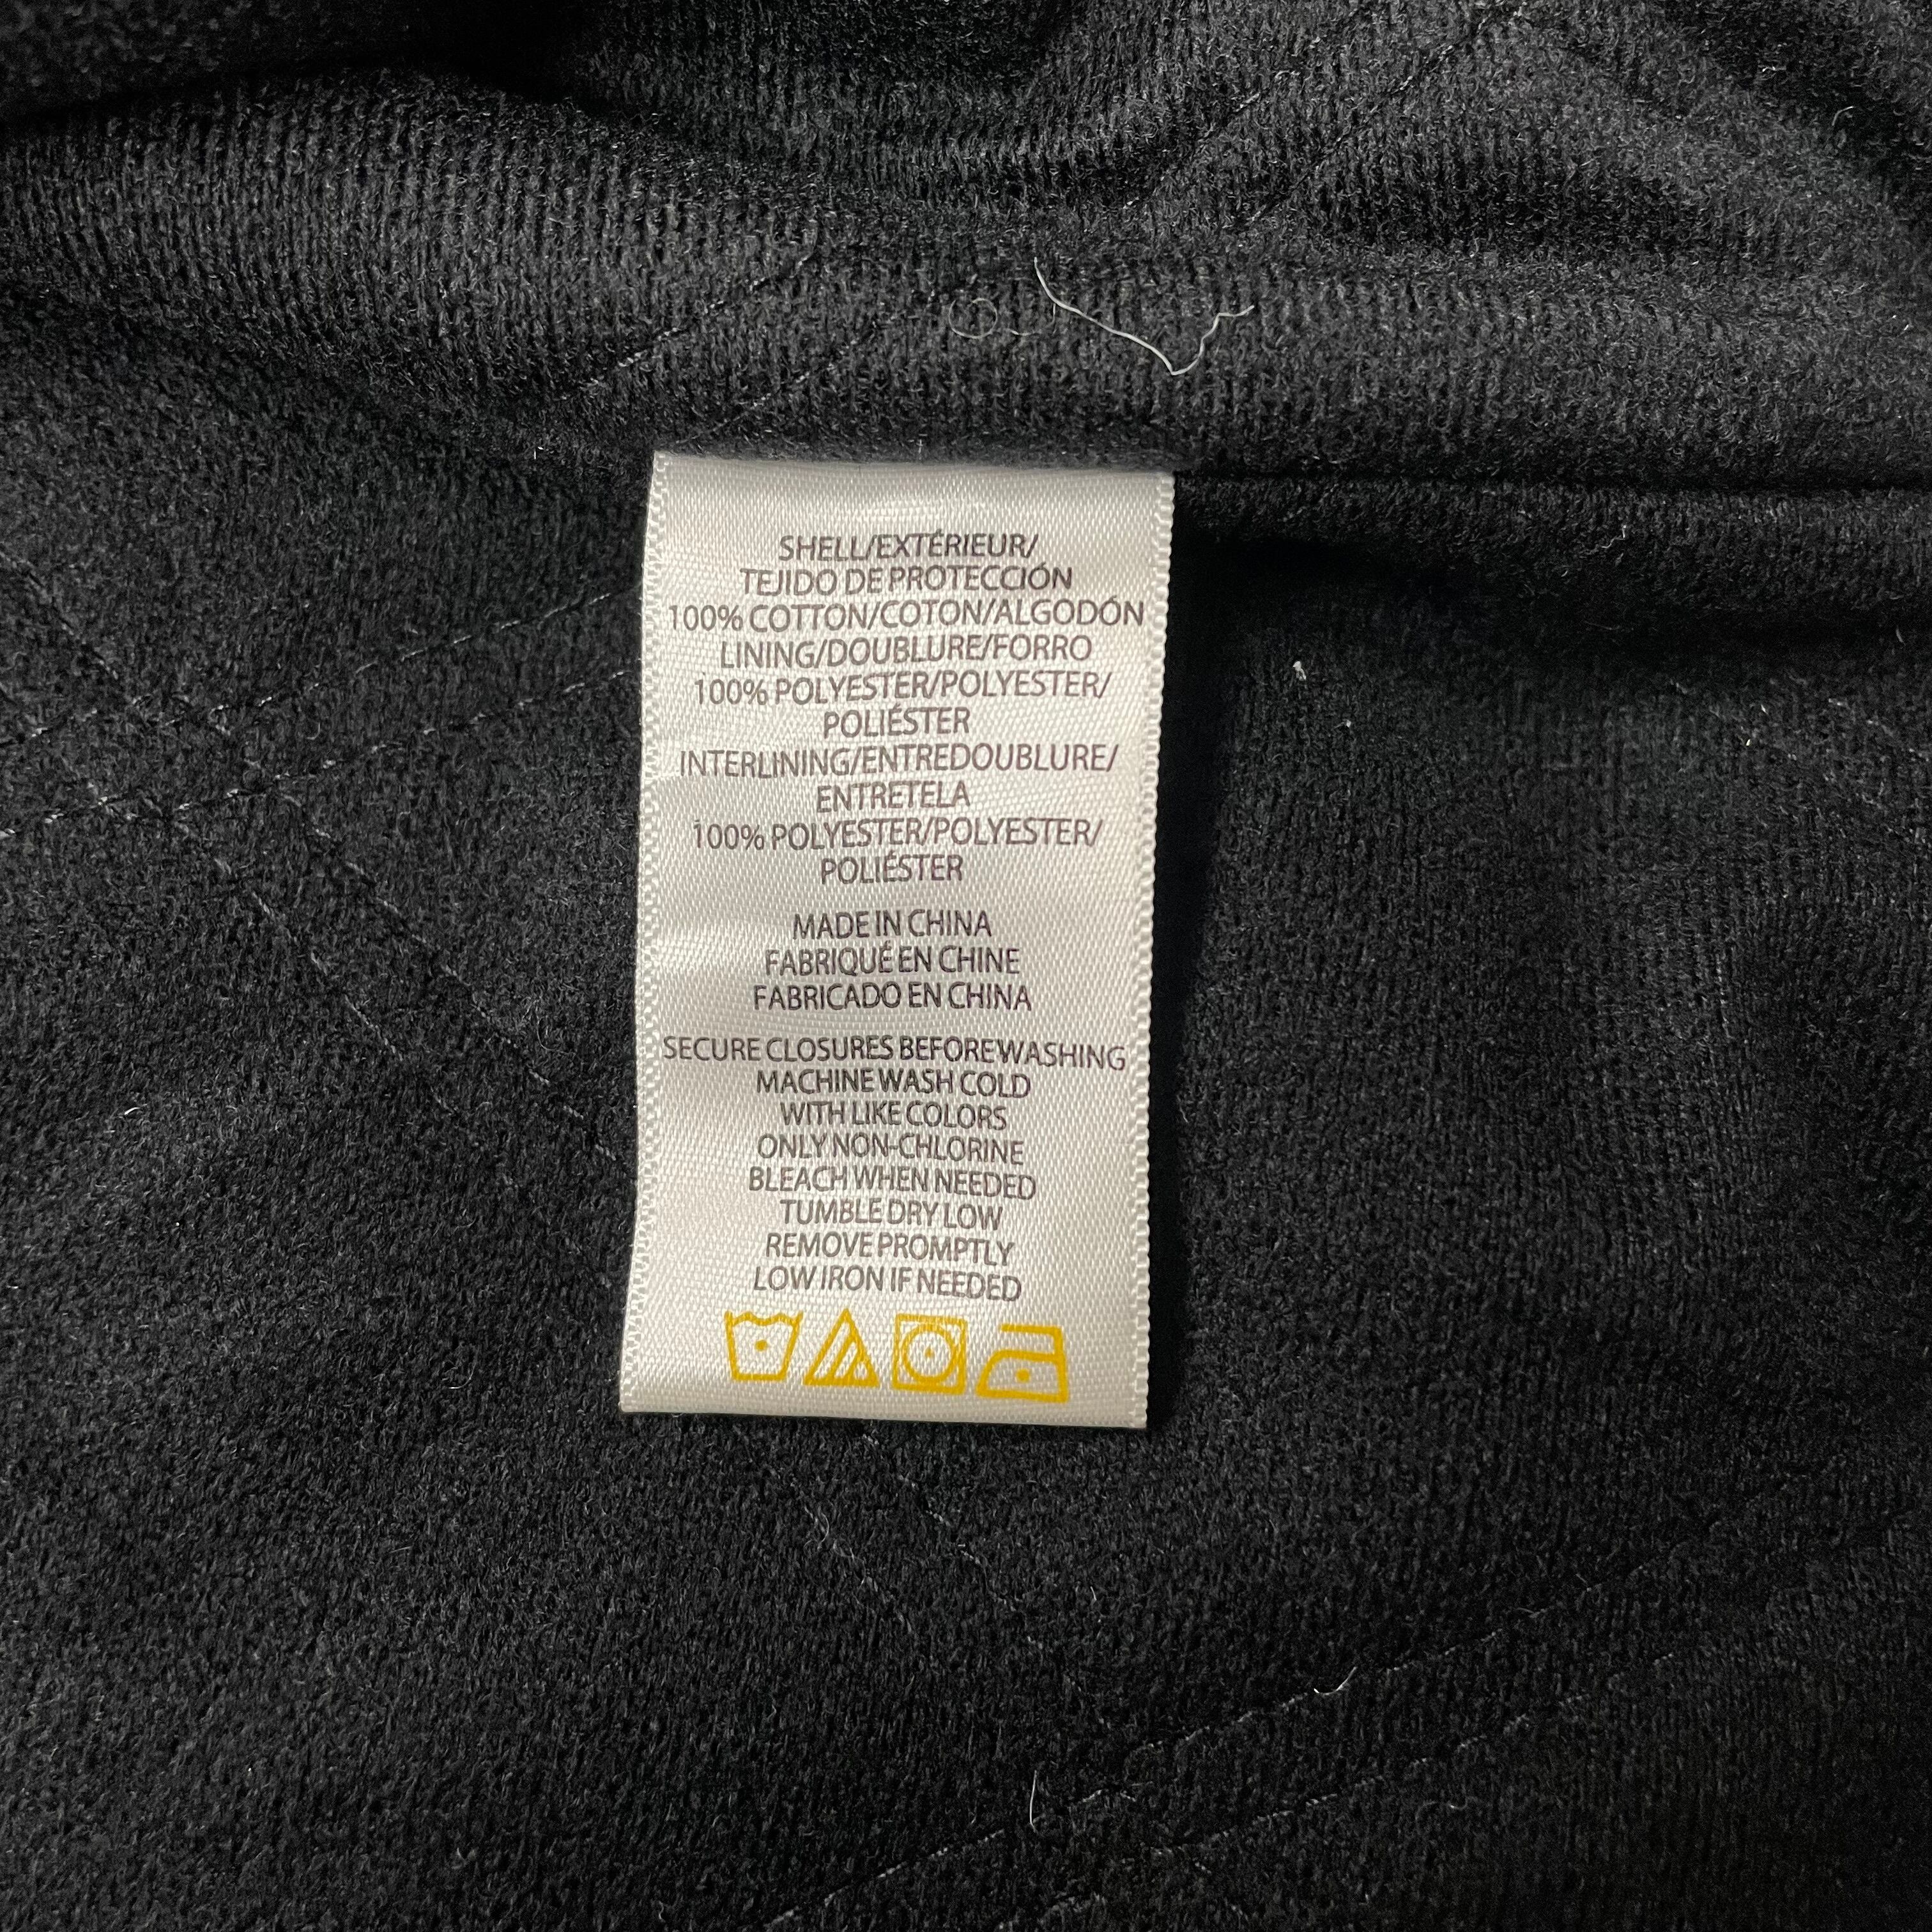 SHELL/EXTÉRIEUR/
TEJIDO DE PROTECCIÓN
100% COTTON/COTON/ALGODÓN
LINING/DOUBLURE/FORRO
100% POLYESTER/POLYESTER/
POLIÉSTER
INTERLINING/ENTREDOUBLURE/
ENTRETELA
100% POLYESTER/POLYESTER/
POLIÉSTER
MADE IN CHINA
FABRIQUÉ EN CHINE
FABRICADO EN CHINA
SECURE CLOSURES BEFORE WASHING
MACHINE WASH COLD
WITH LIKE COLORS
ONLY NON-CHLORINE
BLEACH WHEN NEEDED
TUMBLE DRY LOW
REMOVE PROMPTLY
LOW IRON IF NEEDED